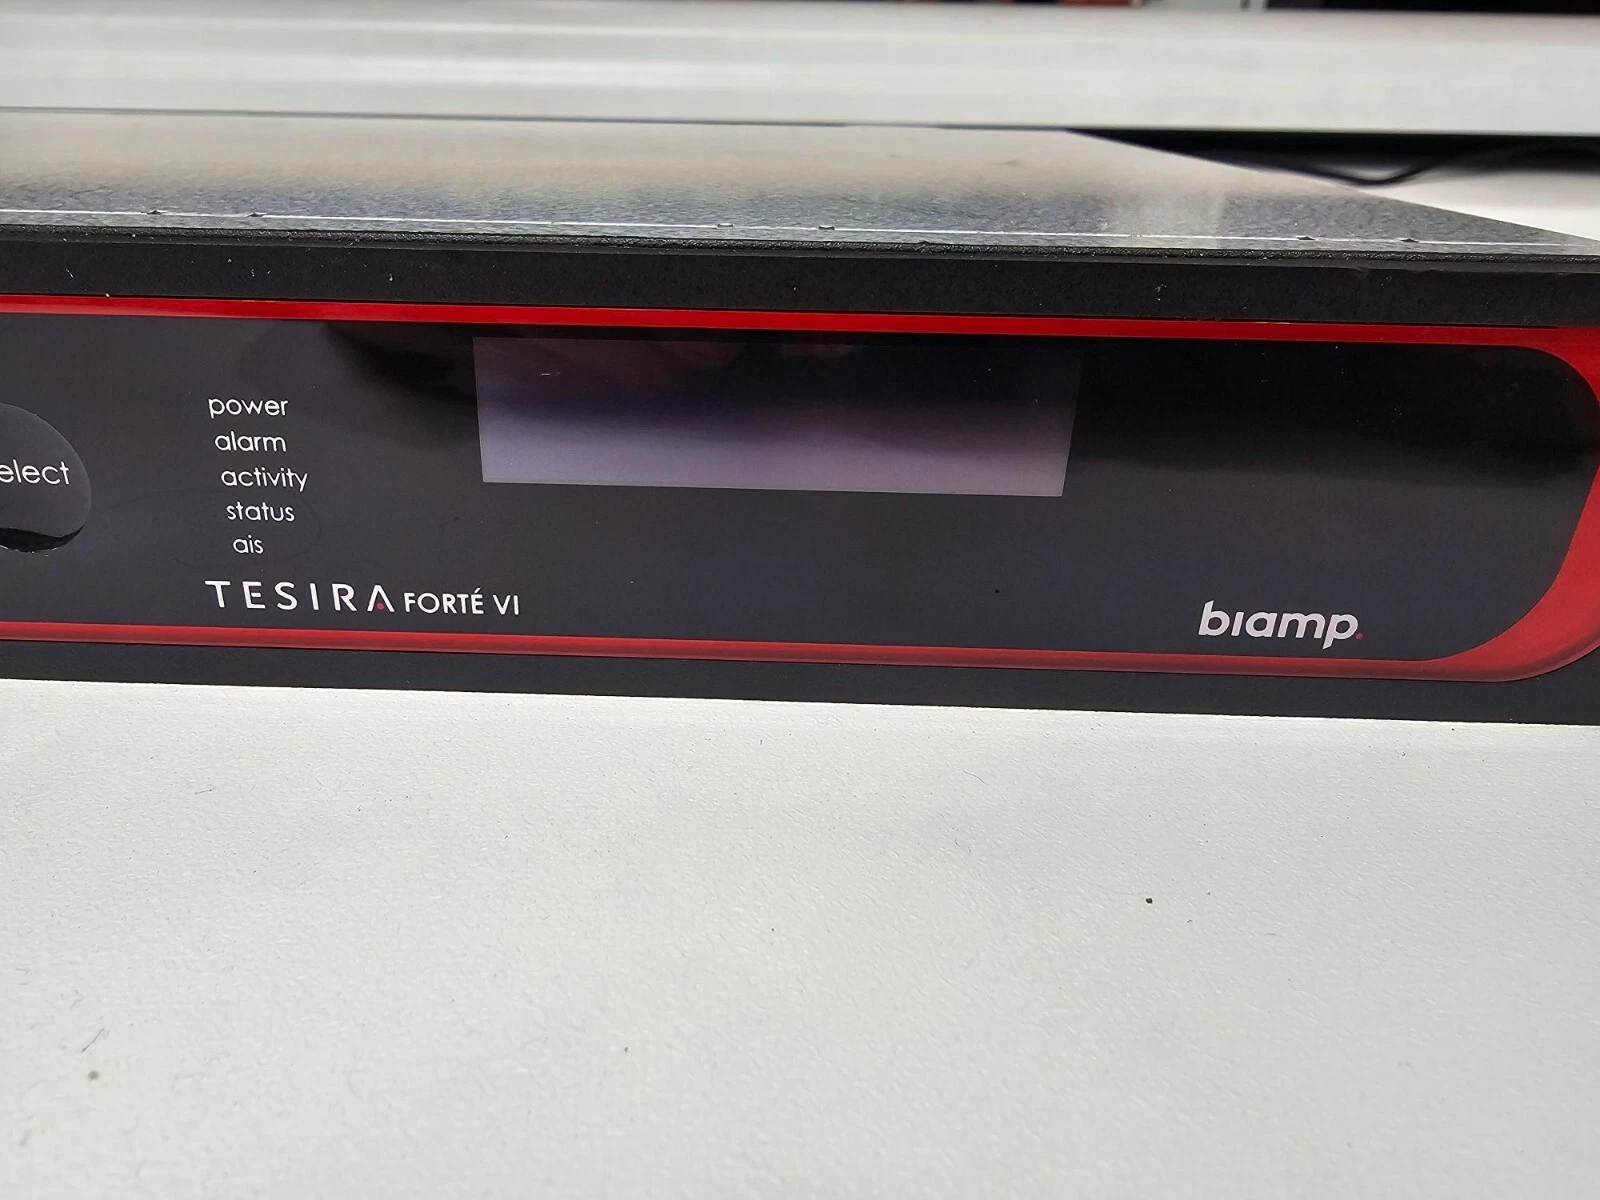 elect
power
alarm
activity
status
ais
TESIRA FORTÉ VI
biamp.